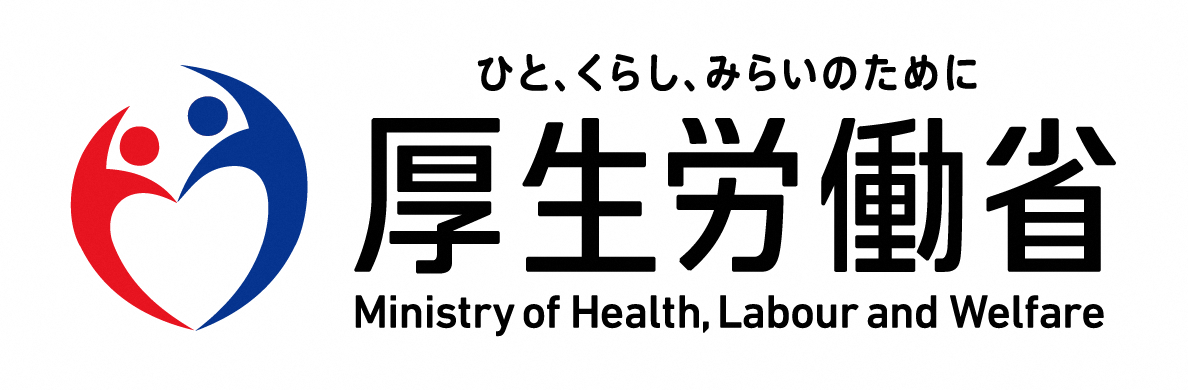 ひと、くらし、みらいのために
厚生労働省
Ministry of Health, Labour and Welfare